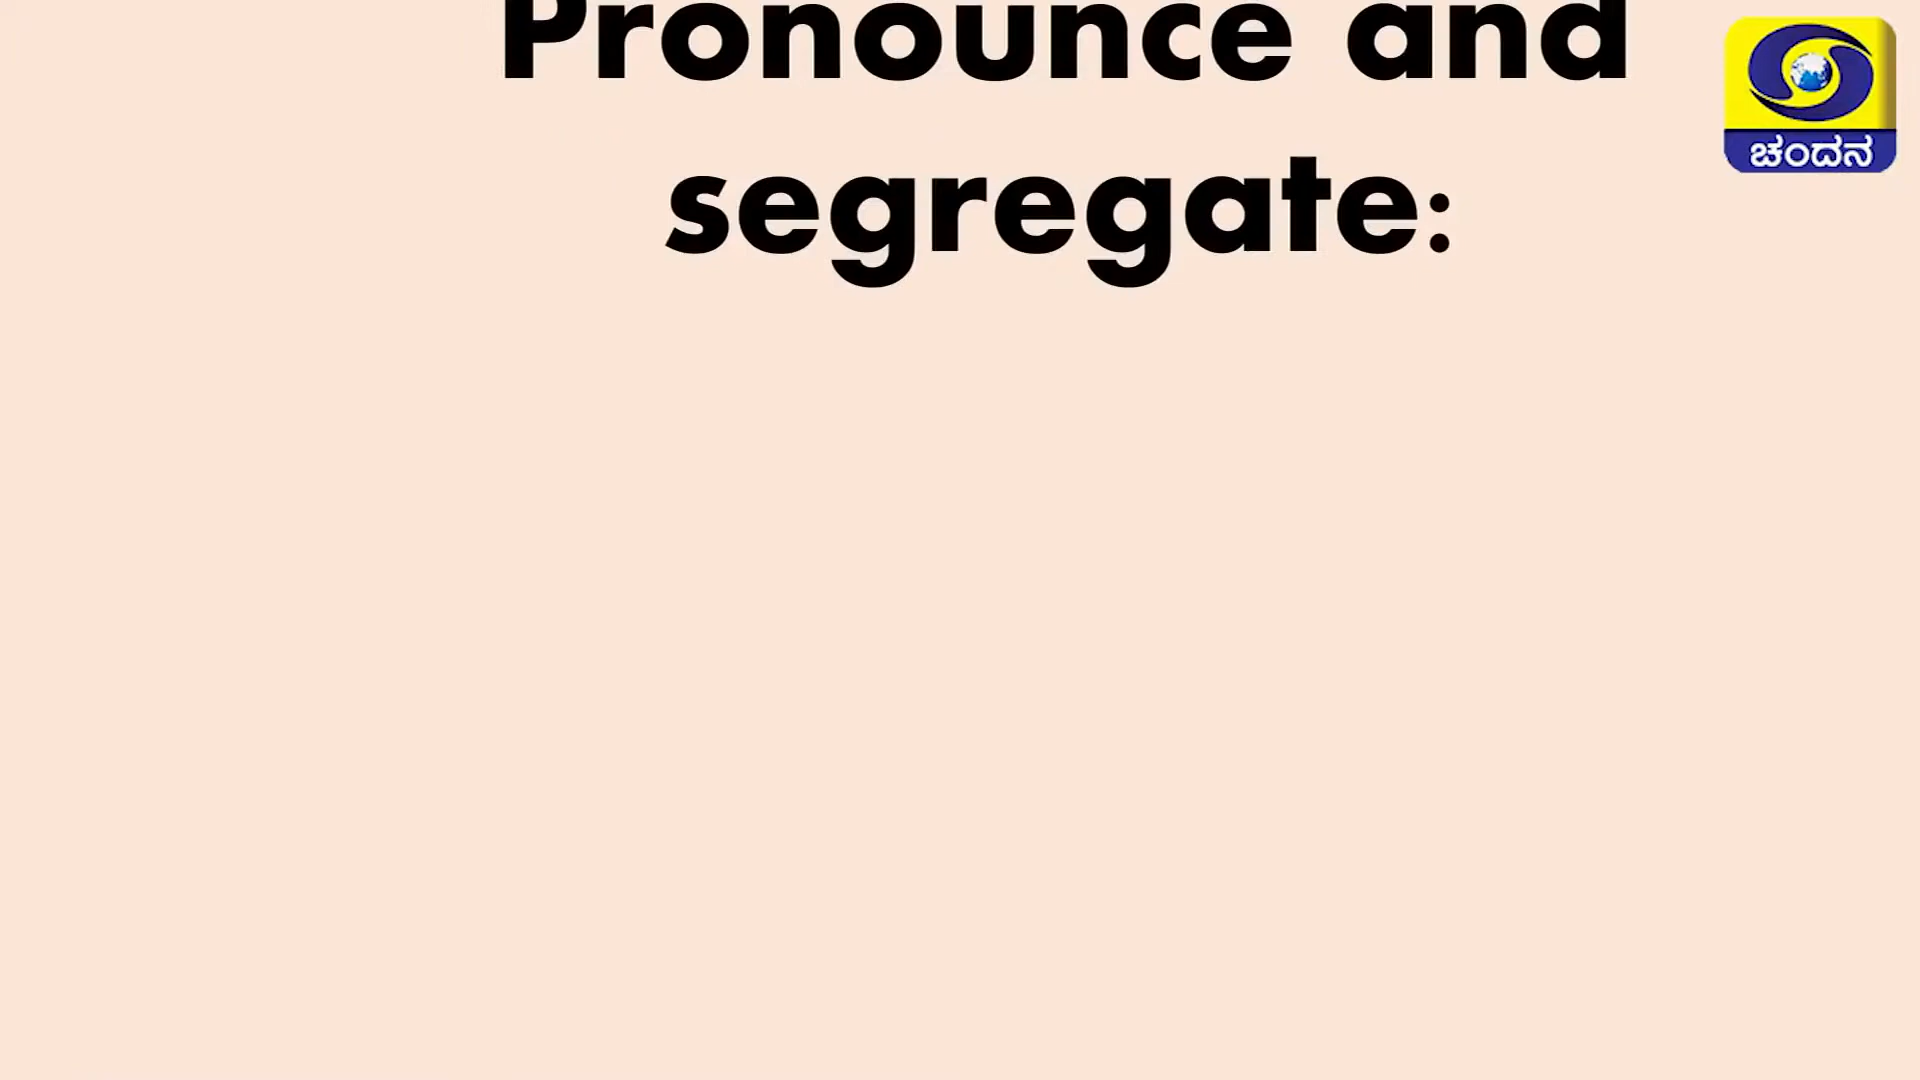 Pronounce and
segregate:
ಚಂದನ